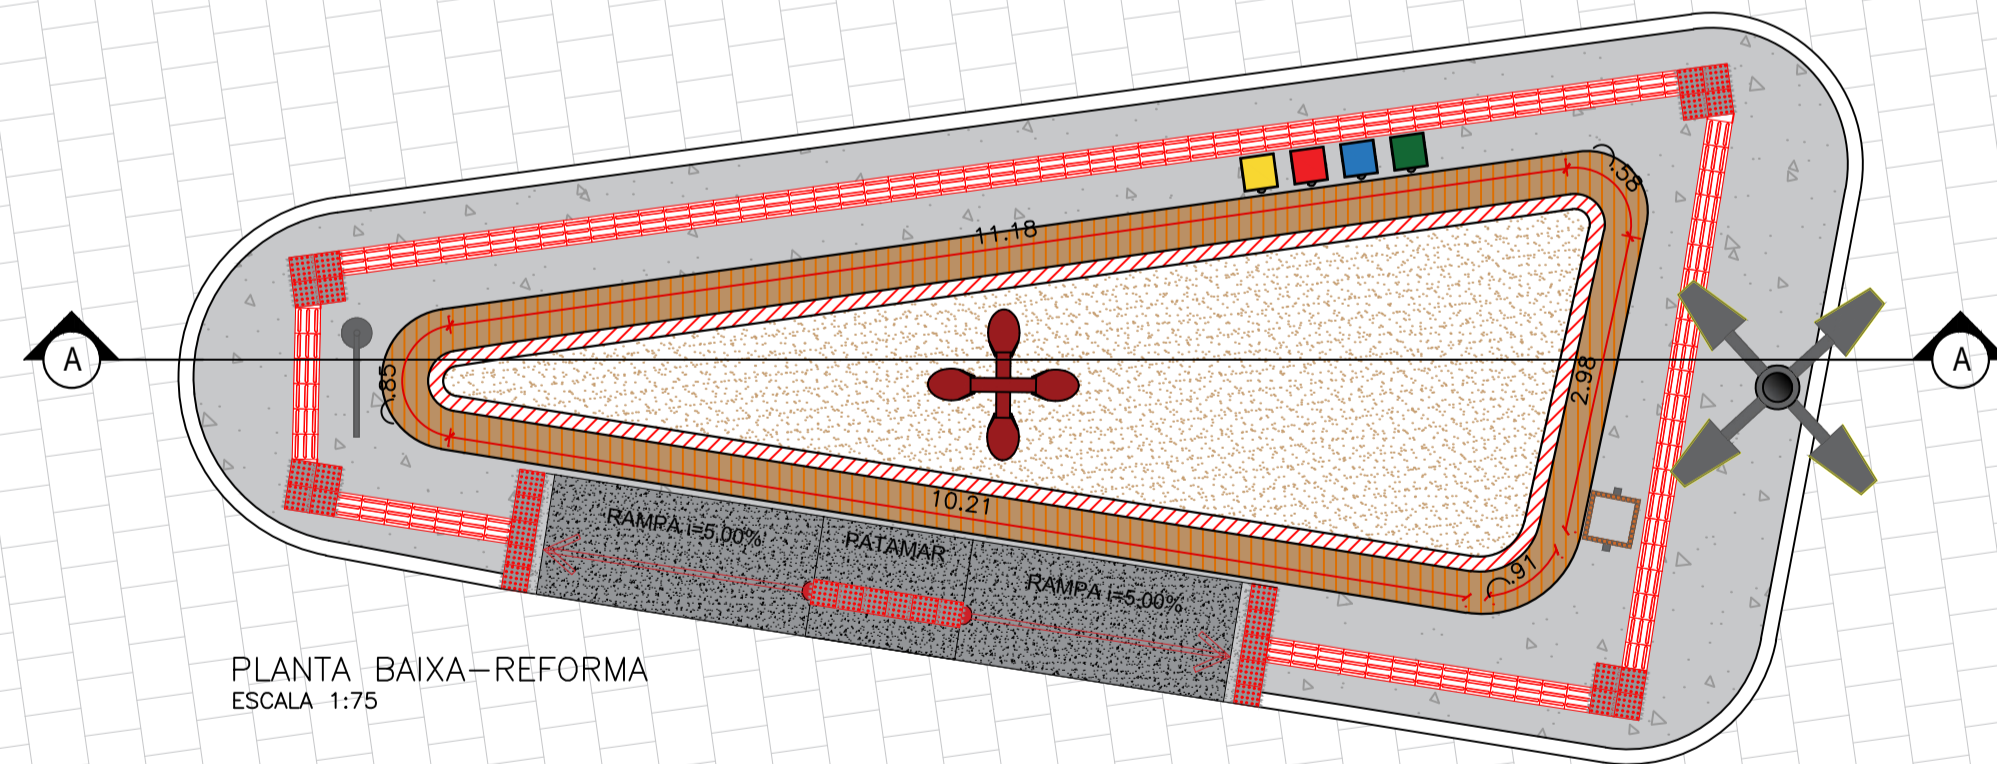 .58
11.18
A
A
.85
2.98
10.21
RAMPA i=5,00%
PATAMAR
RAMPA i=5,00%
.91
PLANTA BAIXA-REFORMA
ESCALA 1:75